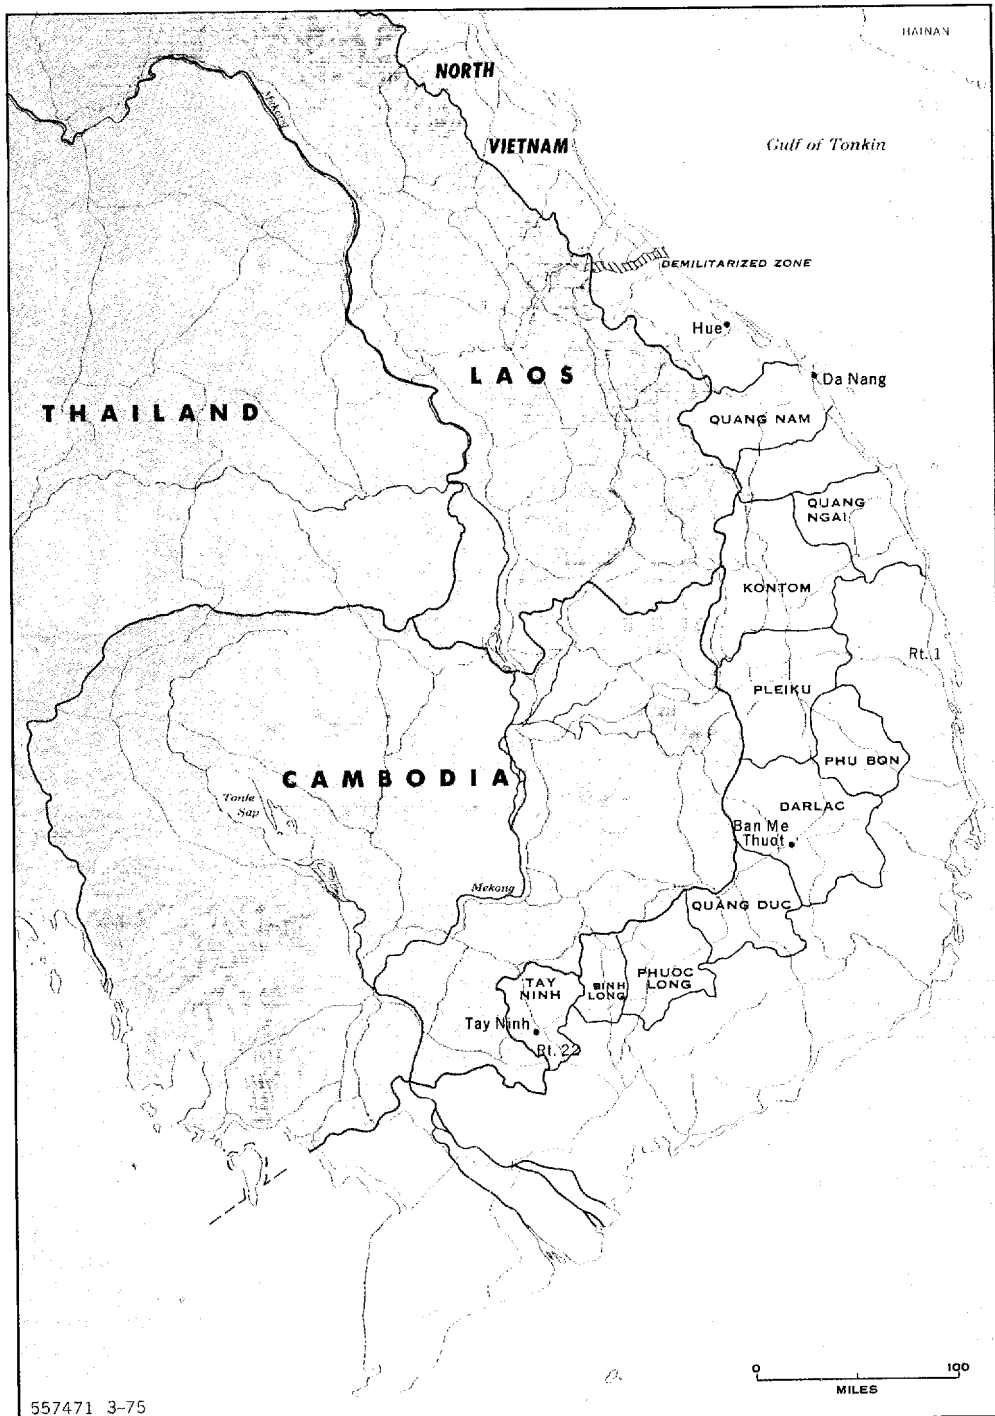 HAINAN
NORTH
Mekong
VIETNAM
Gulf of Tonkin
DEMILITARIZED ZONE
Hue
LAOS
Da Nang
THAILAND
QUANG NAM
QUANG
NGAI
KONTOM
Rt. 1
PLEIKU
PHU BON
CAMBODIA
Tonle
Sap
DARLAC
Ban Me
Thuot
Mekong
QUANG DUC
PHUOC
LONG
TAY
NINH
BINH
LONG
Tay Ninh
Rt. 22
0 100
MILES
557471 3-75